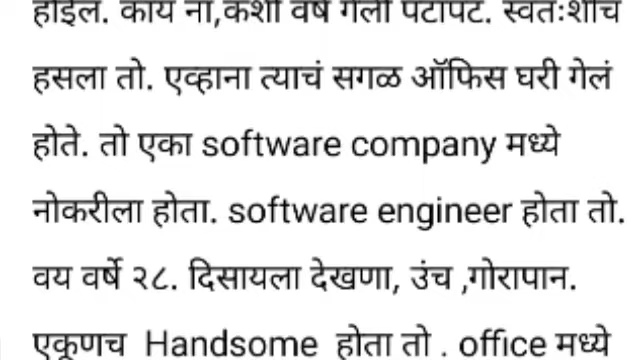 होईल. काय ना,कशी वर्षे गेली पटापट. स्वतःशीच
हसला तो. एव्हाना त्याचं सगळ ऑफिस घरी गेलं
होते. तो एका software company मध्ये
नोकरीला होता. software engineer होता तो.
वय वर्षे २८. दिसायला देखणा, उंच ,गोरापान.
एकूणच Handsome होता तो . office मध्ये